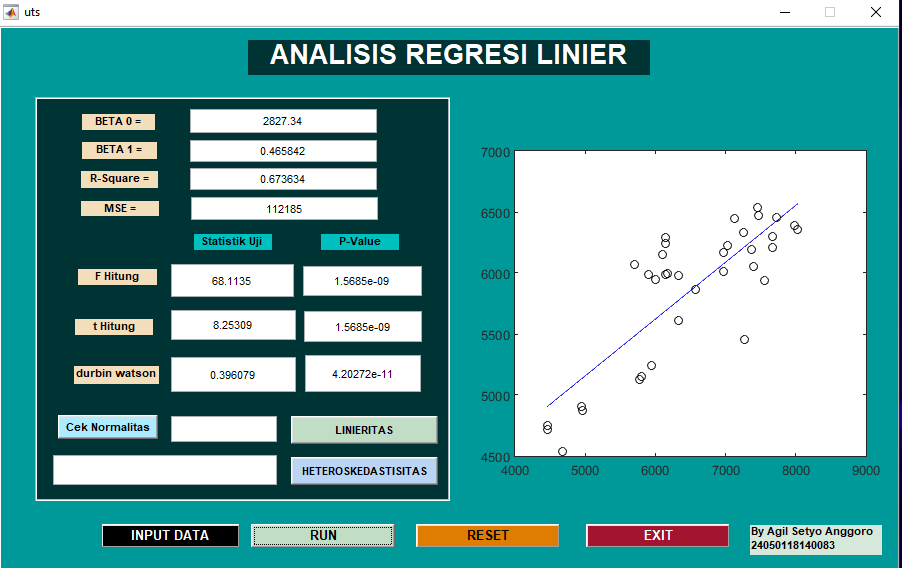 uts
ANALISIS REGRESI LINIER
BETA 0 = 2827.34
BETA 1 = 0.465842
R-Square = 0.673634
MSE = 112185
Statistik Uji P-Value
F Hitung 68.1135 1.5685e-09
t Hitung 8.25309 1.5685e-09
durbin watson 0.396079 4.20272e-11
Cek Normalitas LINIERITAS
HETEROSKEDASTISITAS
7000
6500
6000
5500
5000
4500
4000 5000 6000 7000 8000 9000
INPUT DATA RUN RESET EXIT
By Agil Setyo Anggoro
24050118140083